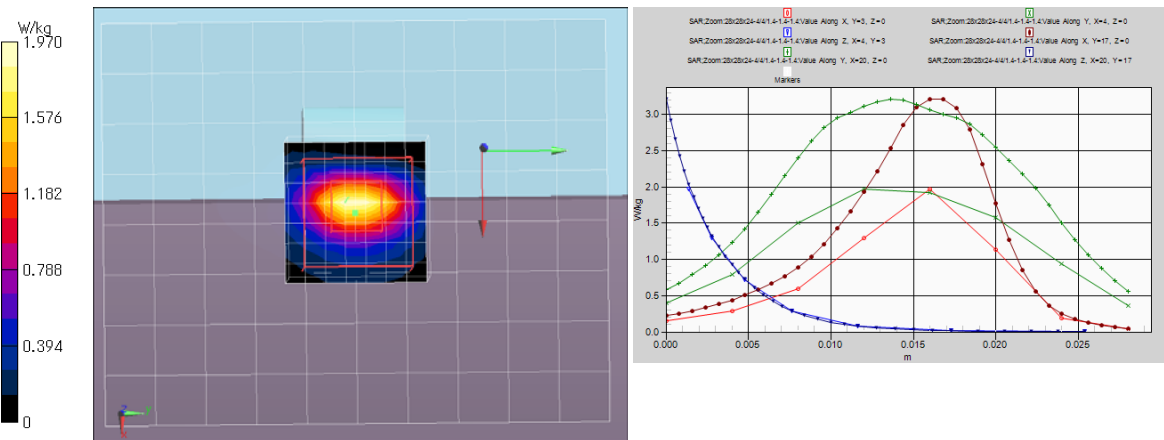 W/kg
1.970
1.576
1.182
0.788
0.394
0
Z
Y
X
SAR;Zoom:28x28x24-4/4/1.4-1.4-1.4:Value Along X, Y=3, Z=0
SAR;Zoom:28x28x24-4/4/1.4-1.4-1.4:Value Along Y, X=4, Z=0
SAR;Zoom:28x28x24-4/4/1.4-1.4-1.4:Value Along Z, X=4, Y=3
SAR;Zoom:28x28x24-4/4/1.4-1.4-1.4:Value Along X, Y=17, Z=0
SAR;Zoom:28x28x24-4/4/1.4-1.4-1.4:Value Along Y, X=20, Z=0
SAR;Zoom:28x28x24-4/4/1.4-1.4-1.4:Value Along Z, X=20, Y=17
Markers
3.0
2.5
2.0
1.5
1.0
0.5
0.0
W/kg
0.000
0.005
0.010
0.015
0.020
0.025
m